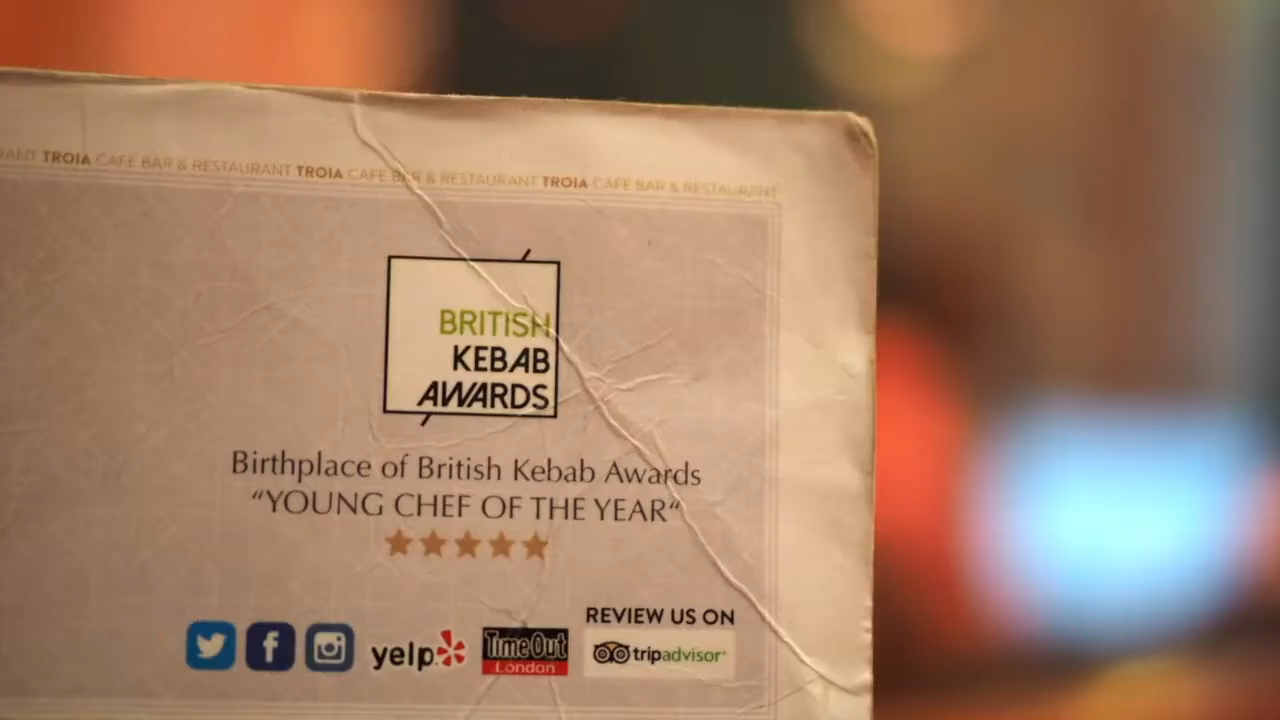 ANT TROIA CAFE BAR & RESTAURANT TROIA CAFE BAR & RESTAURANT TROIA CAFE BAR & RESTAURANT
BRITISH
KEBAB
AWARDS
Birthplace of British Kebab Awards
“YOUNG CHEF OF THE YEAR“
REVIEW US ON
yelp
TimeOut
London
tripadvisor